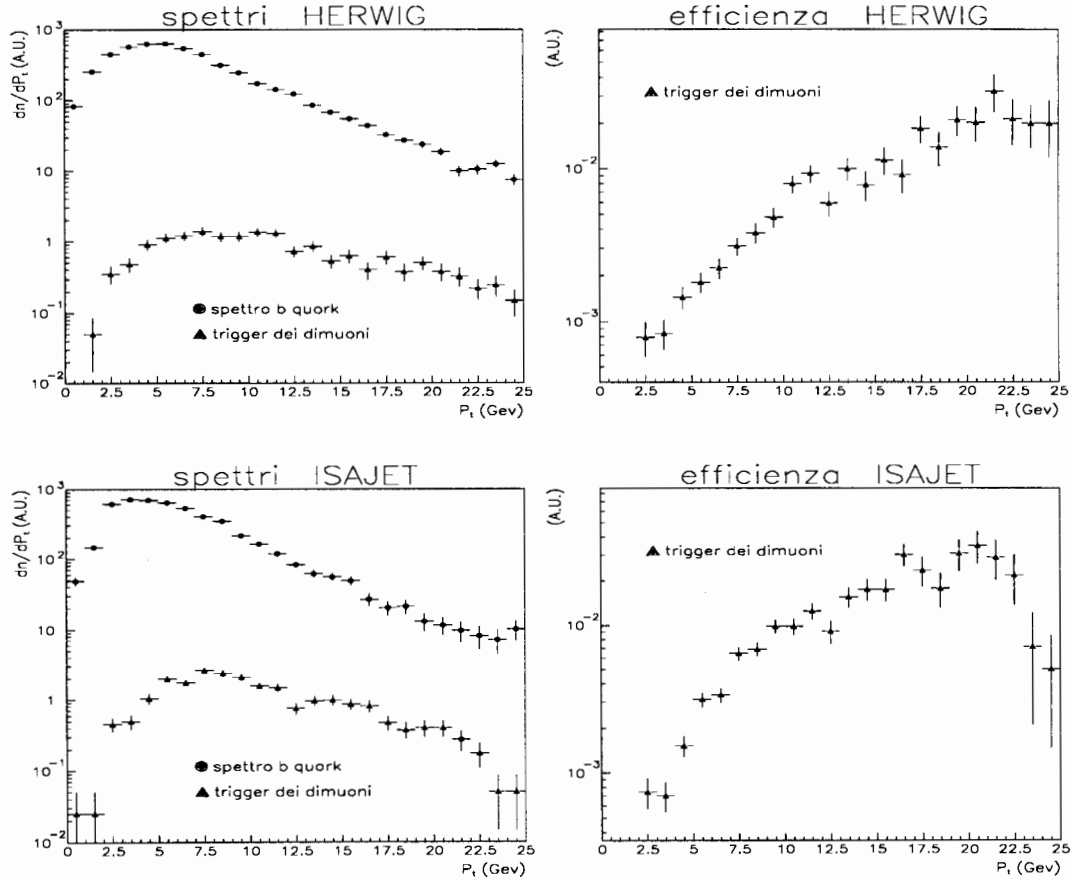 spettri HERWIG
dn/dPt (A.U.)
10^3
10^2
10
1
10^-1
10^-2
● spettro b quork
▲ trigger dei dimuoni
0 2.5 5 7.5 10 12.5 15 17.5 20 22.5 25
Pt (Gev)
efficienza HERWIG
(A.U.)
▲ trigger dei dimuoni
10^-2
10^-3
0 2.5 5 7.5 10 12.5 15 17.5 20 22.5 25
Pt (Gev)
spettri ISAJET
dn/dPt (A.U.)
10^3
10^2
10
1
10^-1
10^-2
● spettro b quork
▲ trigger dei dimuoni
0 2.5 5 7.5 10 12.5 15 17.5 20 22.5 25
Pt (Gev)
efficienza ISAJET
(A.U.)
▲ trigger dei dimuoni
10^-2
10^-3
0 2.5 5 7.5 10 12.5 15 17.5 20 22.5 25
Pt (Gev)